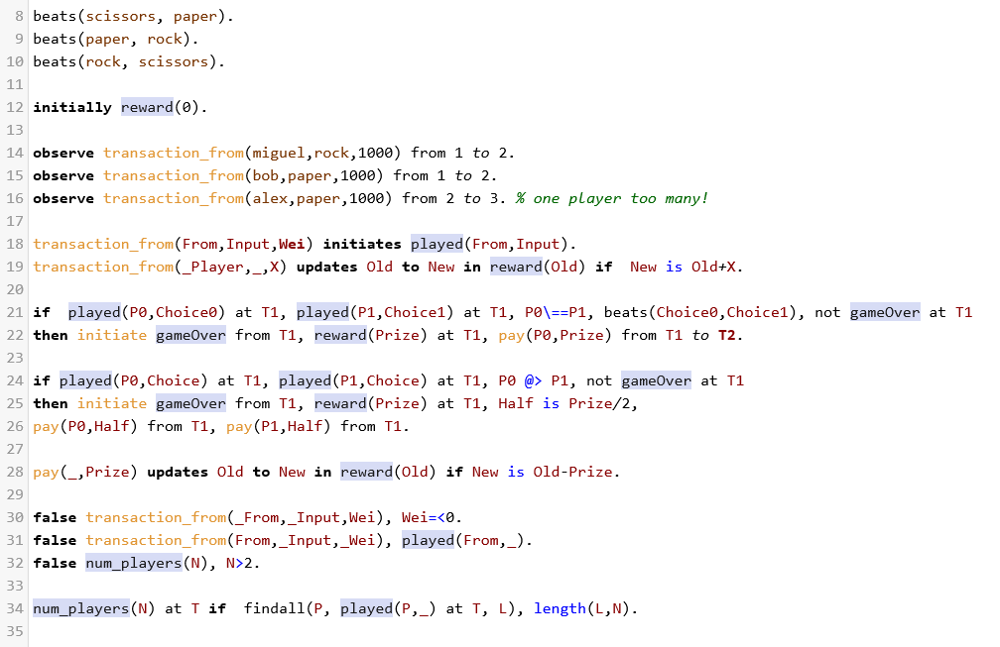 8 beats(scissors, paper).
9 beats(paper, rock).
10 beats(rock, scissors).
11
12 initially reward(0).
13
14 observe transaction_from(miguel,rock,1000) from 1 to 2.
15 observe transaction_from(bob,paper,1000) from 1 to 2.
16 observe transaction_from(alex,paper,1000) from 2 to 3. % one player too many!
17
18 transaction_from(From,Input,Wei) initiates played(From,Input).
19 transaction_from(_Player,_,X) updates Old to New in reward(Old) if  New is Old+X.
20
21 if  played(P0,Choice0) at T1, played(P1,Choice1) at T1, P0\==P1, beats(Choice0,Choice1), not gameOver at T1
22 then initiate gameOver from T1, reward(Prize) at T1, pay(P0,Prize) from T1 to T2.
23
24 if played(P0,Choice) at T1, played(P1,Choice) at T1, P0 @> P1, not gameOver at T1
25 then initiate gameOver from T1, reward(Prize) at T1, Half is Prize/2,
26 pay(P0,Half) from T1, pay(P1,Half) from T1.
27
28 pay(_,Prize) updates Old to New in reward(Old) if New is Old-Prize.
29
30 false transaction_from(_From,_Input,Wei), Wei=<0.
31 false transaction_from(From,_Input,_Wei), played(From,_).
32 false num_players(N), N>2.
33
34 num_players(N) at T if  findall(P, played(P,_) at T, L), length(L,N).
35